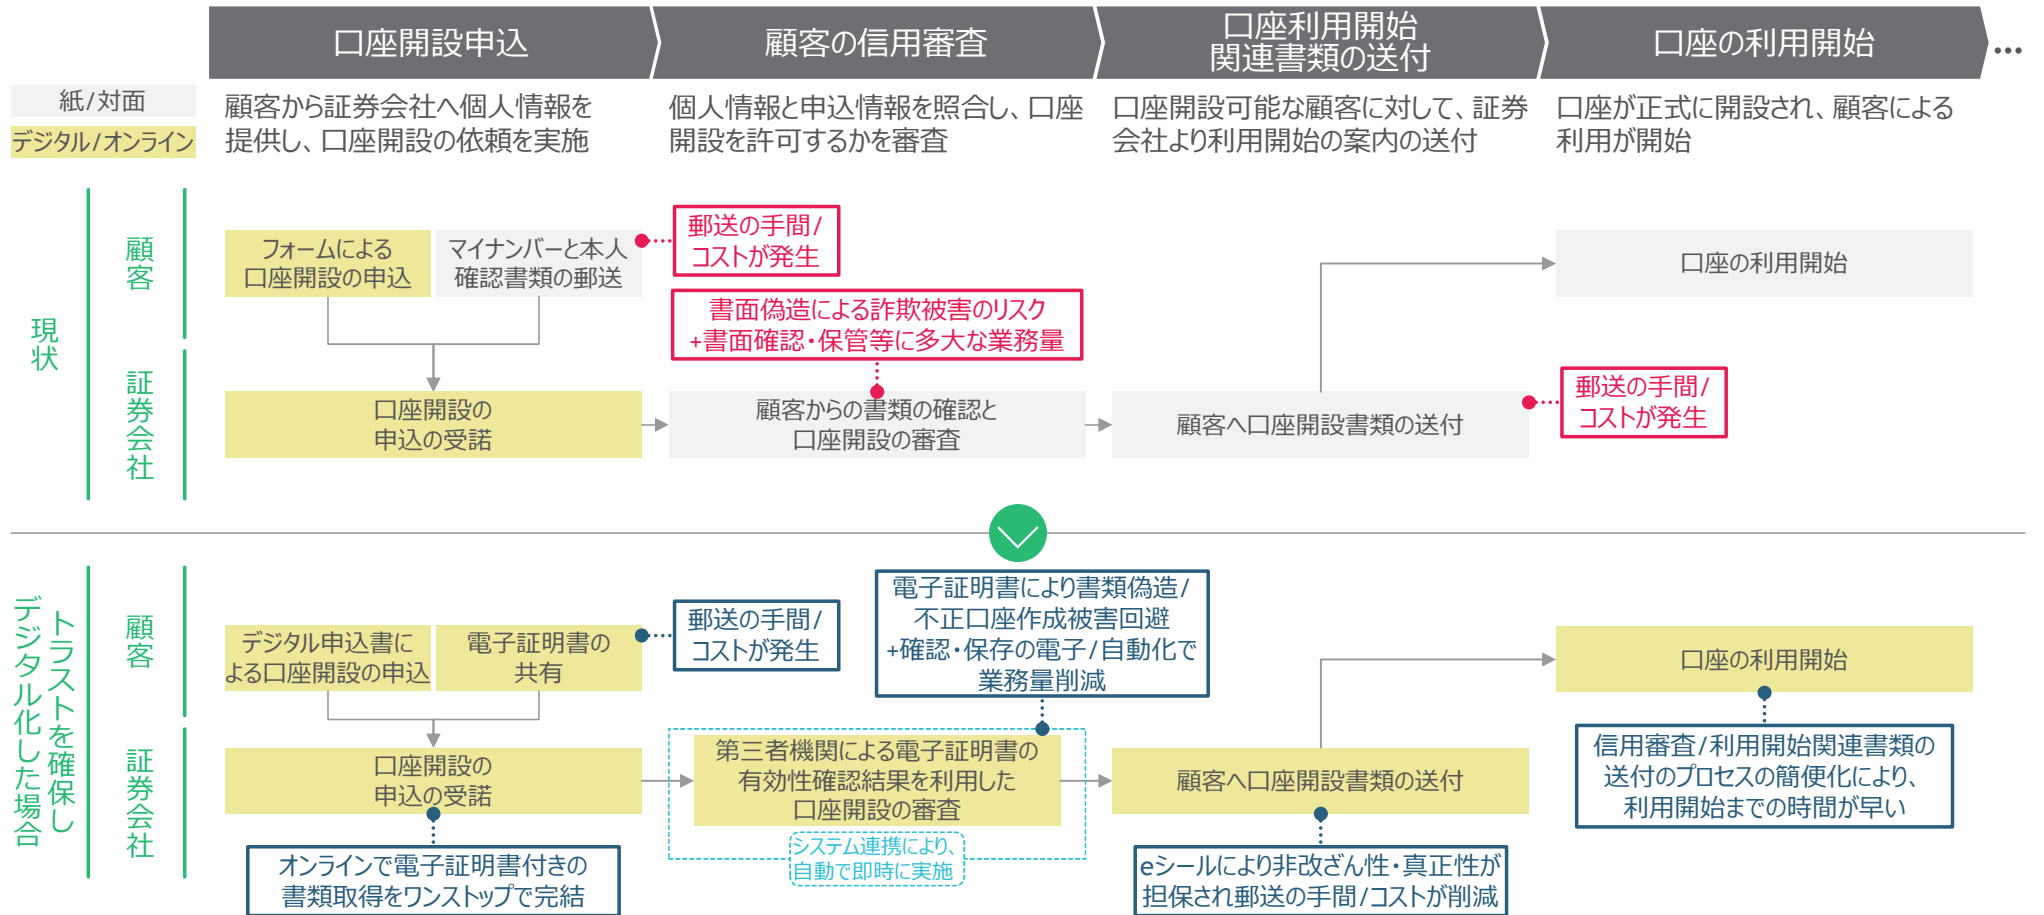 口座開設申込
顧客の信用審査
口座利用開始
関連書類の送付
口座の利用開始
...
紙/対面
デジタル/オンライン
顧客から証券会社へ個人情報を
提供し、口座開設の依頼を実施
個人情報と申込情報を照合し、口座
開設を許可するかを審査
口座開設可能な顧客に対して、証券
会社より利用開始の案内の送付
口座が正式に開設され、顧客による
利用が開始
現状
顧客
フォームによる
口座開設の申込
マイナンバーと本人
確認書類の郵送
郵送の手間/
コストが発生
書面偽造による詐欺被害のリスク
+書面確認・保管等に多大な業務量
口座の利用開始
証券会社
口座開設の
申込の受諾
顧客からの書類の確認と
口座開設の審査
顧客へ口座開設書類の送付
郵送の手間/
コストが発生
トラストを確保し
デジタル化した場合
顧客
デジタル申込書に
よる口座開設の申込
電子証明書の
共有
郵送の手間/
コストが発生
電子証明書により書類偽造/
不正口座作成被害回避
+確認・保存の電子/自動化で
業務量削減
口座の利用開始
証券会社
口座開設の
申込の受諾
第三者機関による電子証明書の
有効性確認結果を利用した
口座開設の審査
システム連携により、
自動で即時に実施
顧客へ口座開設書類の送付
信用審査/利用開始関連書類の
送付のプロセスの簡便化により、
利用開始までの時間が早い
オンラインで電子証明書付きの
書類取得をワンストップで完結
eシールにより非改ざん性・真正性が
担保され郵送の手間/コストが削減